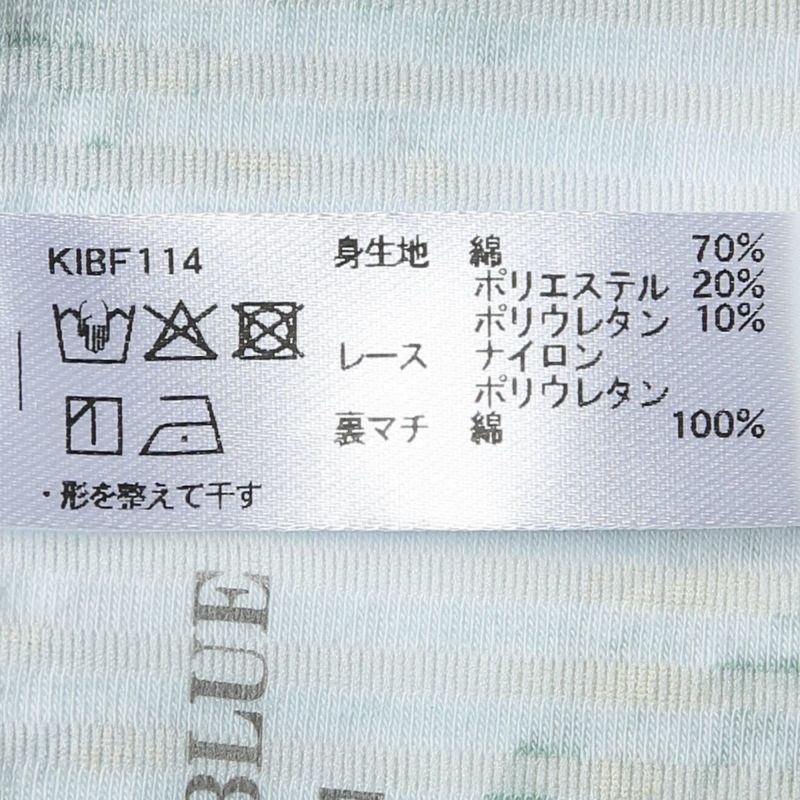 KIBF114
身生地 綿 70%
ポリエステル 20%
ポリウレタン 10%
レース ナイロン
ポリウレタン
裏マチ 綿 100%
・形を整えて干す
BLUE